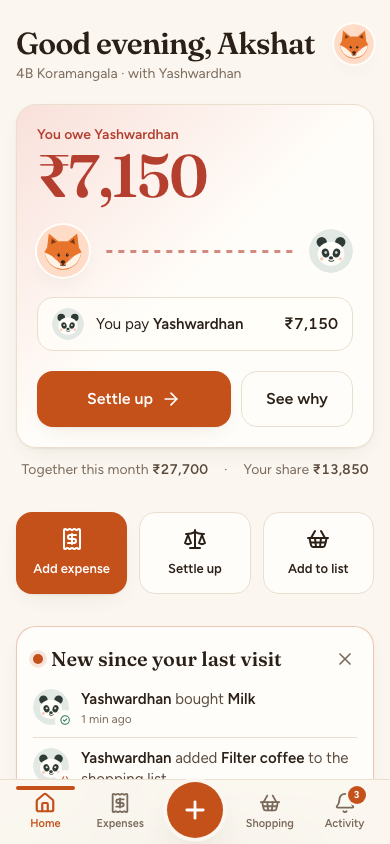 Good evening, Akshat
4B Koramangala · with Yashwardhan
You owe Yashwardhan
₹7,150
You pay Yashwardhan ₹7,150
Settle up →
See why
Together this month ₹27,700 · Your share ₹13,850
Add expense
Settle up
Add to list
New since your last visit
Yashwardhan bought Milk
1 min ago
Yashwardhan added Filter coffee to the
shopping list
3
Home
Expenses
Shopping
Activity